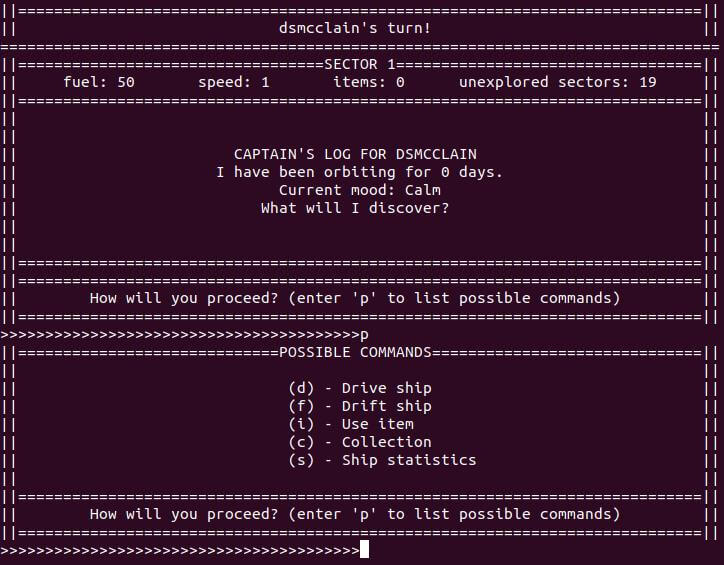 ||============================================================================||
||                             dsmcclain's turn!                              ||
================================================================================
||==================================SECTOR 1==================================||
||     fuel: 50       speed: 1       items: 0      unexplored sectors: 19     ||
||============================================================================||
||                                                                            ||
||                                                                            ||
||                        CAPTAIN'S LOG FOR DSMCCLAIN                         ||
||                      I have been orbiting for 0 days.                      ||
||                             Current mood: Calm                             ||
||                           What will I discover?                            ||
||                                                                            ||
||                                                                            ||
||============================================================================||
||============================================================================||
||        How will you proceed? (enter 'p' to list possible commands)         ||
||============================================================================||
>>>>>>>>>>>>>>>>>>>>>>>>>>>>>>>>>>>>>>>>p
||=============================POSSIBLE COMMANDS==============================||
||                                                                            ||
||                              (d) - Drive ship                              ||
||                              (f) - Drift ship                              ||
||                              (i) - Use item                                ||
||                              (c) - Collection                              ||
||                              (s) - Ship statistics                         ||
||                                                                            ||
||============================================================================||
||        How will you proceed? (enter 'p' to list possible commands)         ||
||============================================================================||
>>>>>>>>>>>>>>>>>>>>>>>>>>>>>>>>>>>>>>>>